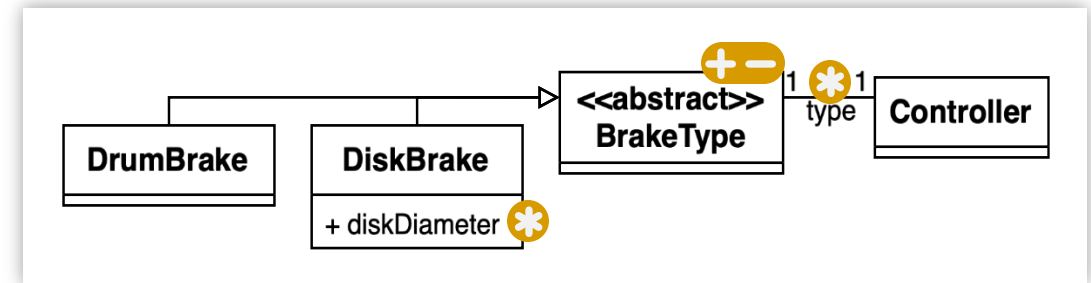 <<abstract>>
BrakeType
1
1
type
Controller
DrumBrake
DiskBrake
+ diskDiameter